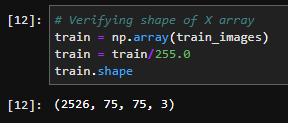 [12]: # Verifying shape of X array
train = np.array(train_images)
train = train/255.0
train.shape
[12]: (2526, 75, 75, 3)